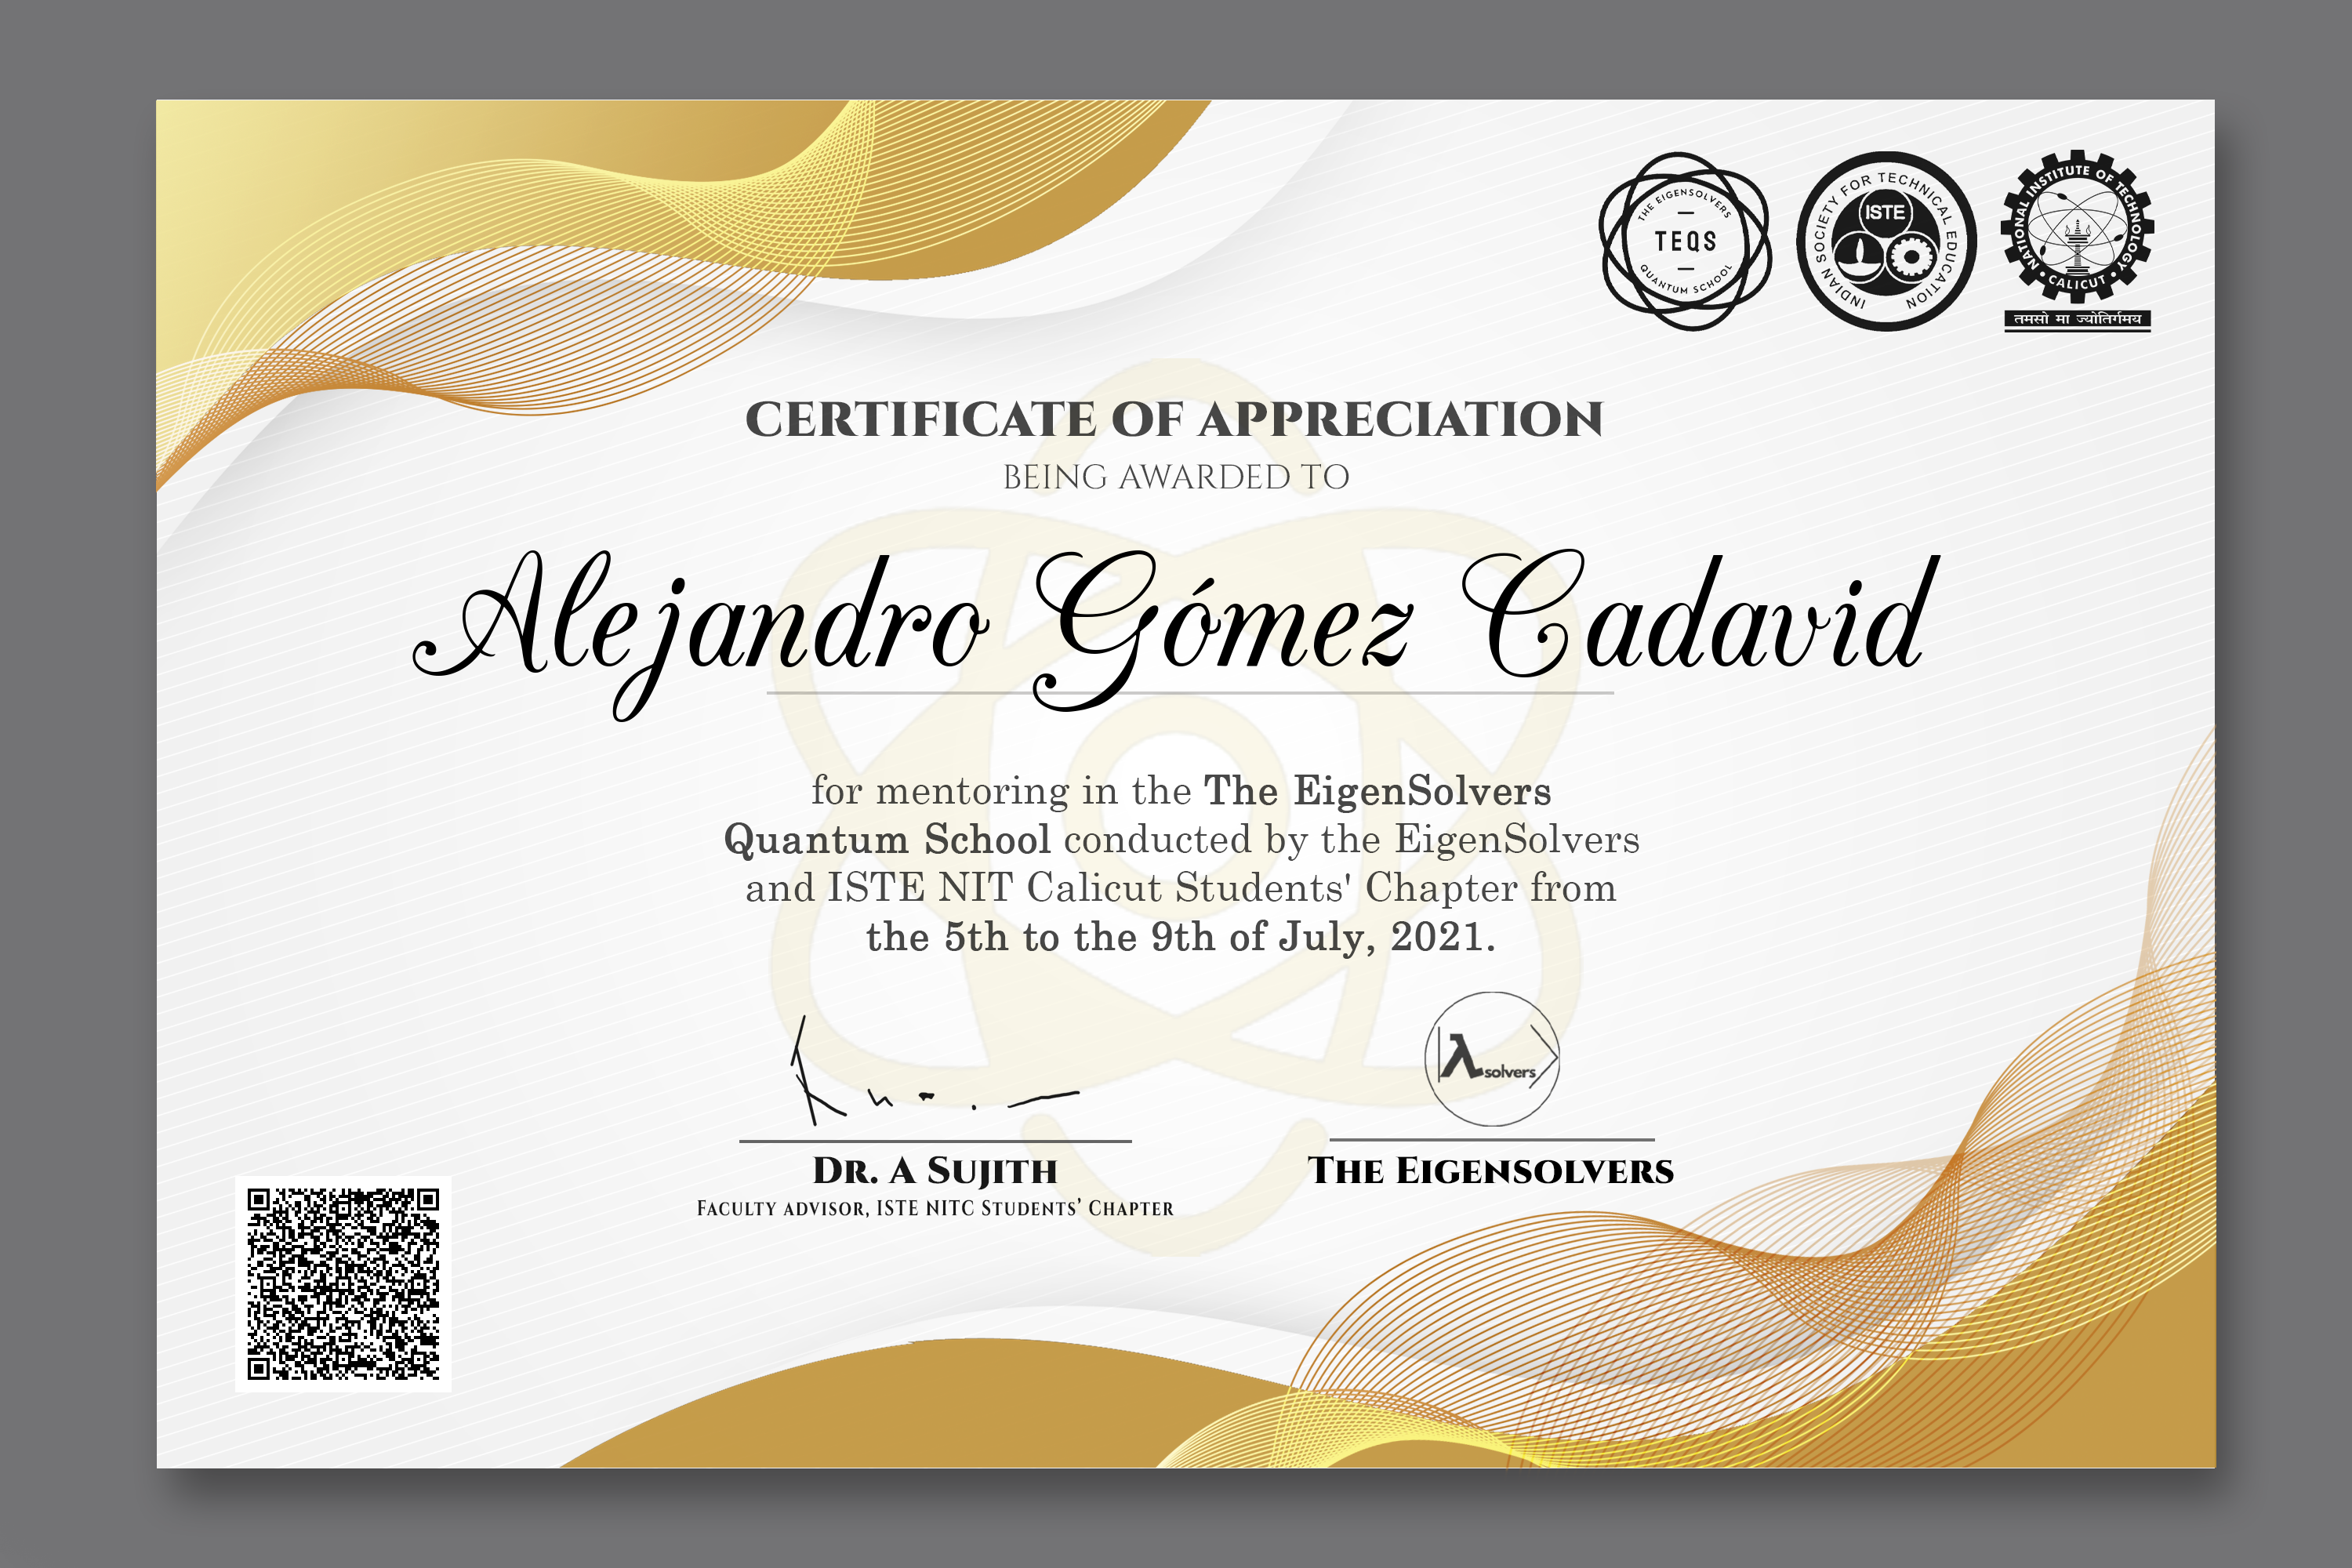 THE EIGENSOLVERS
TEQS
QUANTUM SCHOOL
INDIAN SOCIETY FOR TECHNICAL EDUCATION
ISTE
NATIONAL INSTITUTE OF TECHNOLOGY
• CALICUT •
तमसो मा ज्योतिर्गमय
CERTIFICATE OF APPRECIATION
BEING AWARDED TO
Alejandro Gómez Cadavid
for mentoring in the The EigenSolvers
Quantum School conducted by the EigenSolvers
and ISTE NIT Calicut Students' Chapter from
the 5th to the 9th of July, 2021.
|λsolvers⟩
DR. A SUJITH
FACULTY ADVISOR, ISTE NITC STUDENTS’ CHAPTER
THE EIGENSOLVERS